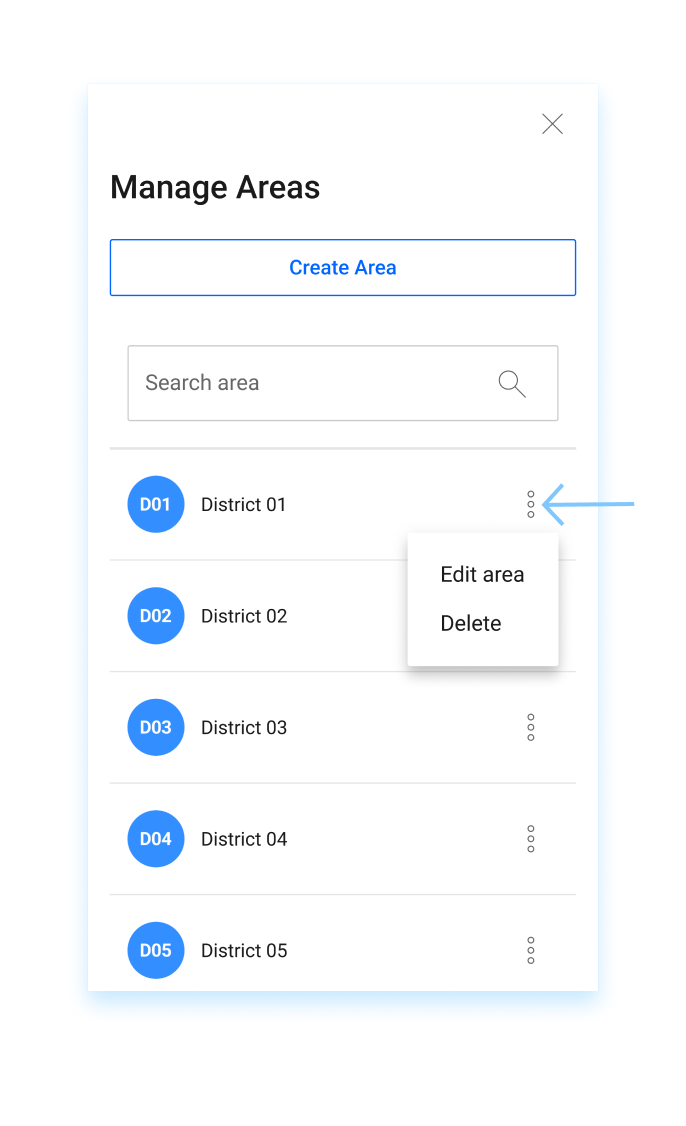 Manage Areas
Create Area
Search area
D01 District 01
Edit area
Delete
D02 District 02
D03 District 03
D04 District 04
D05 District 05